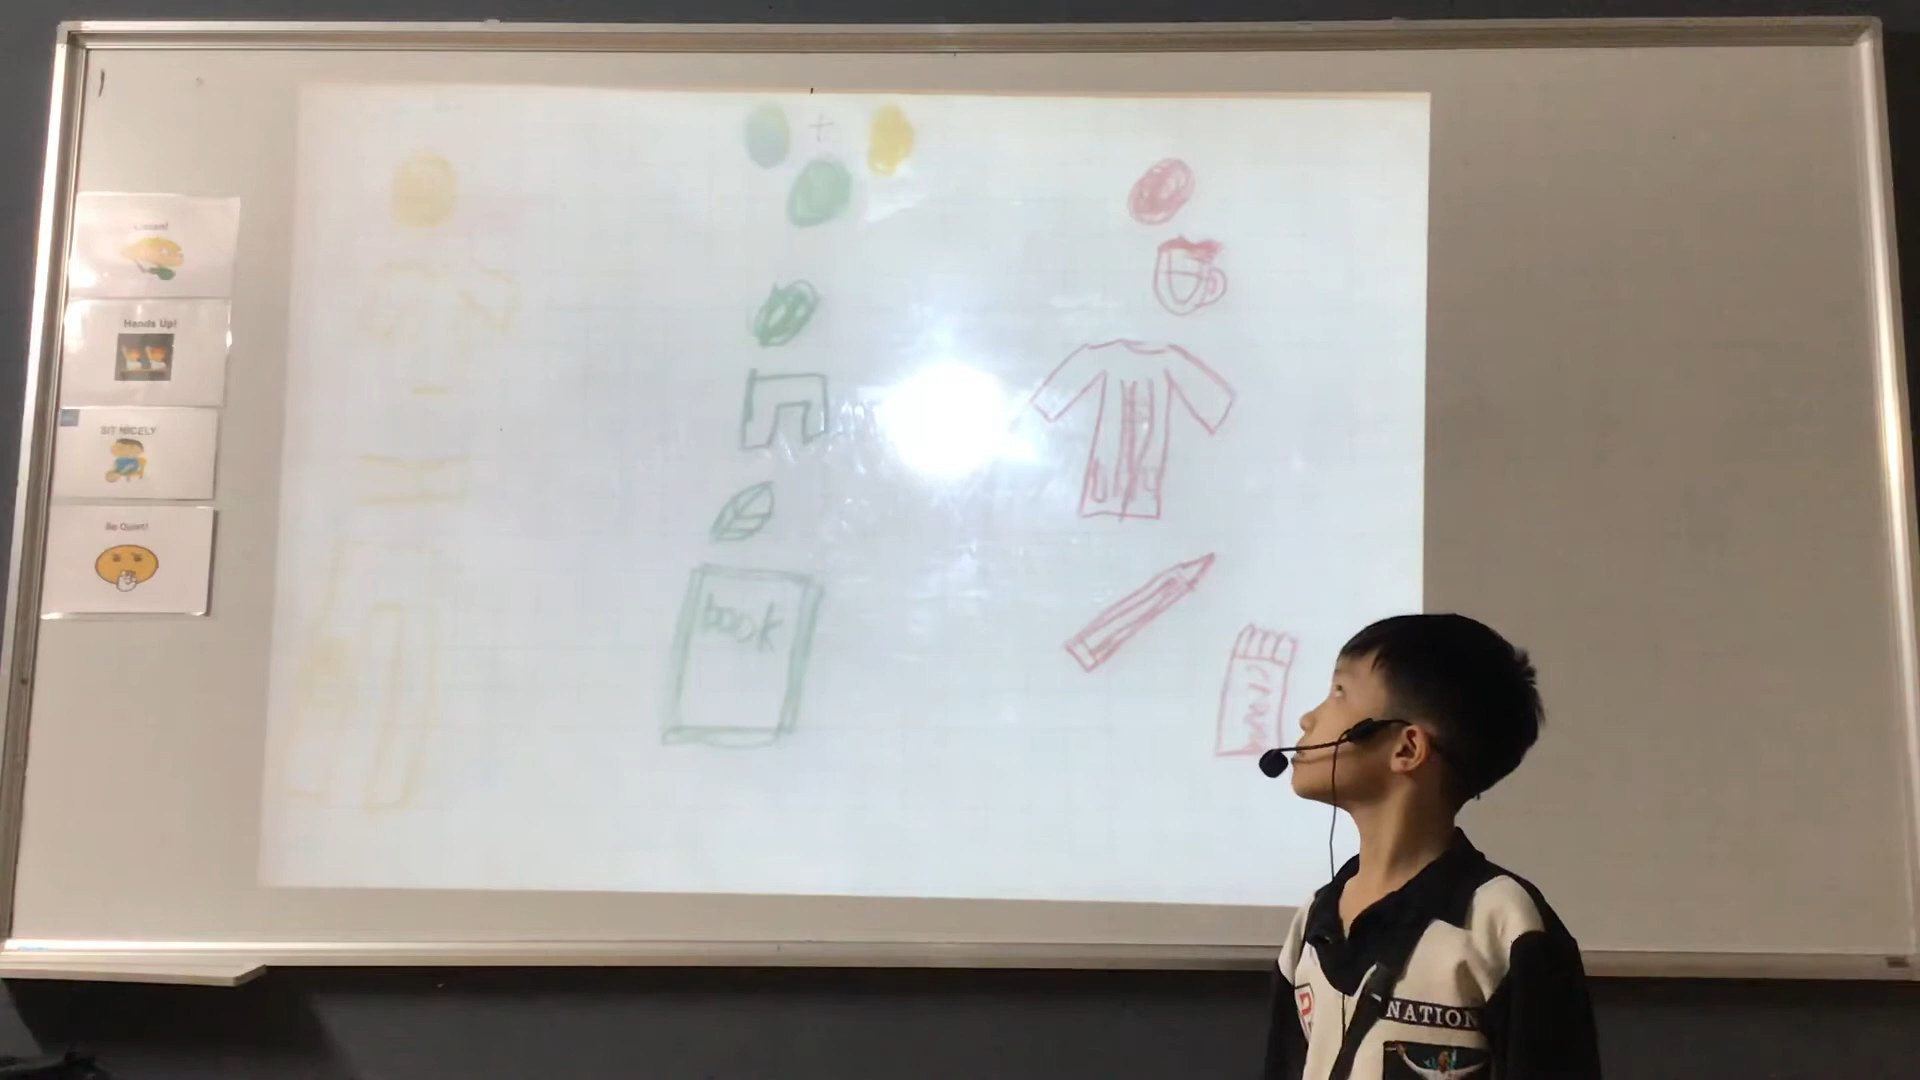 Listen!
Hands Up!
SIT NICELY
Be Quiet!
+
book
NATION